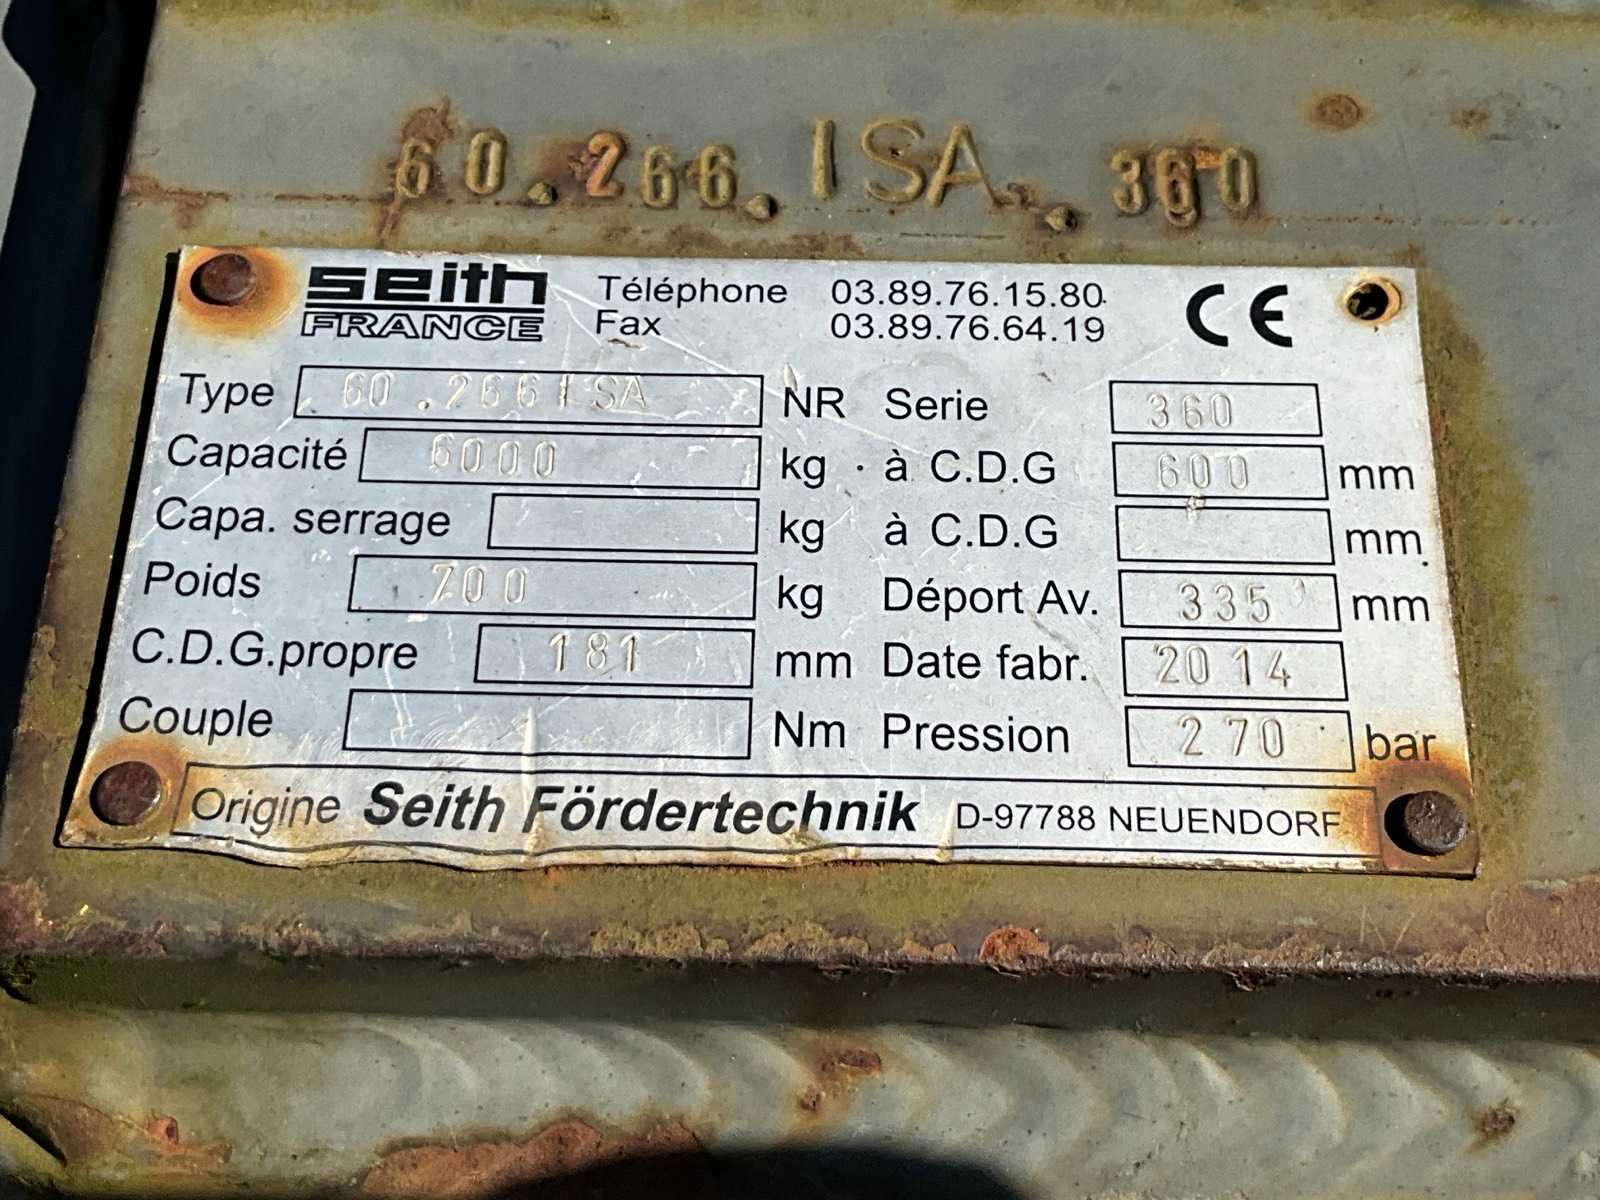 60.266.ISA.360
seith FRANCE
Téléphone 03.89.76.15.80
Fax 03.89.76.64.19
CE
Type 60.266ISA NR Serie 360
Capacité 6000 kg à C.D.G 600 mm
Capa. serrage kg à C.D.G mm
Poids 700 kg Déport Av. 335 mm
C.D.G.propre 181 mm Date fabr. 2014
Couple Nm Pression 270 bar
Origine Seith Fördertechnik D-97788 NEUENDORF